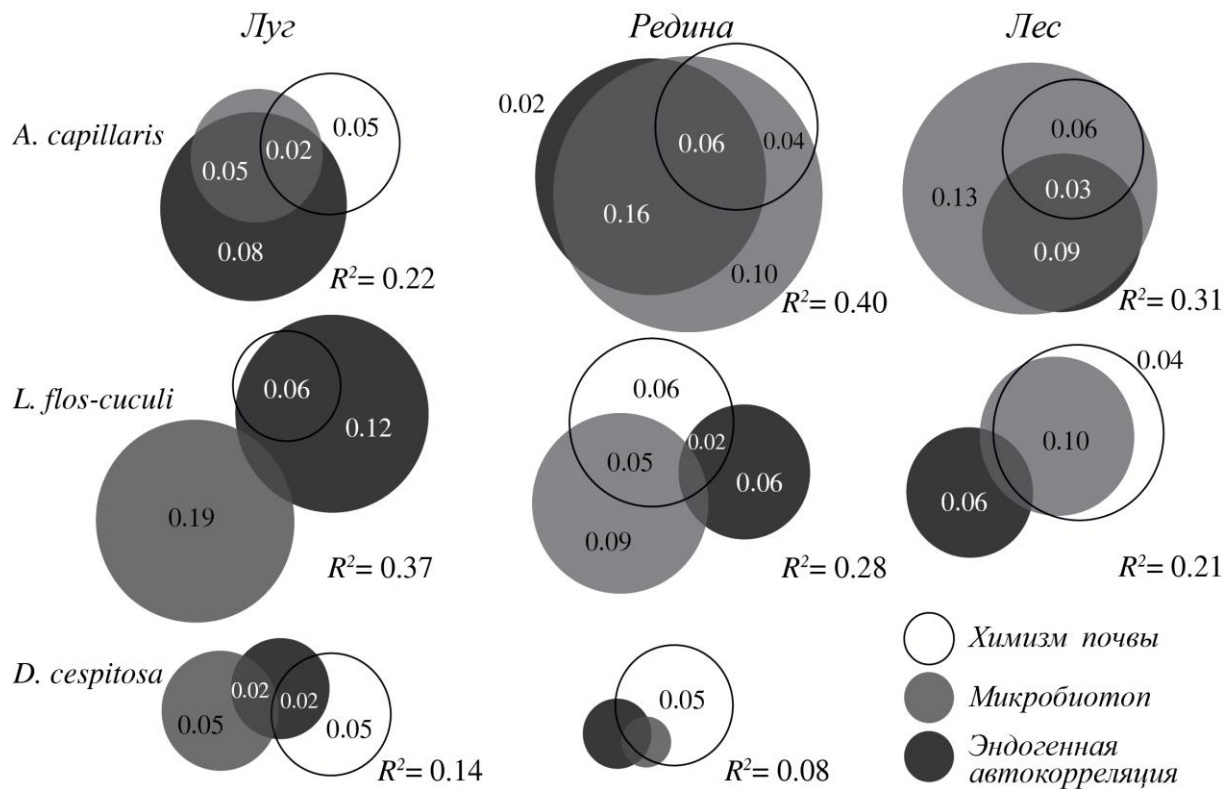 Луг
Редина
Лес
A. capillaris
0.05
0.02
0.05
0.08
R²= 0.22
0.02
0.06
0.04
0.16
0.10
R²= 0.40
0.06
0.03
0.13
0.09
R²= 0.31
L. flos-cuculi
0.06
0.12
0.19
R²= 0.37
0.06
0.02
0.05
0.06
0.09
R²= 0.28
0.04
0.10
0.06
R²= 0.21
D. cespitosa
0.02
0.02
0.05
0.05
R²= 0.14
0.05
R²= 0.08
Химизм почвы
Микробиотоп
Эндогенная
автокорреляция